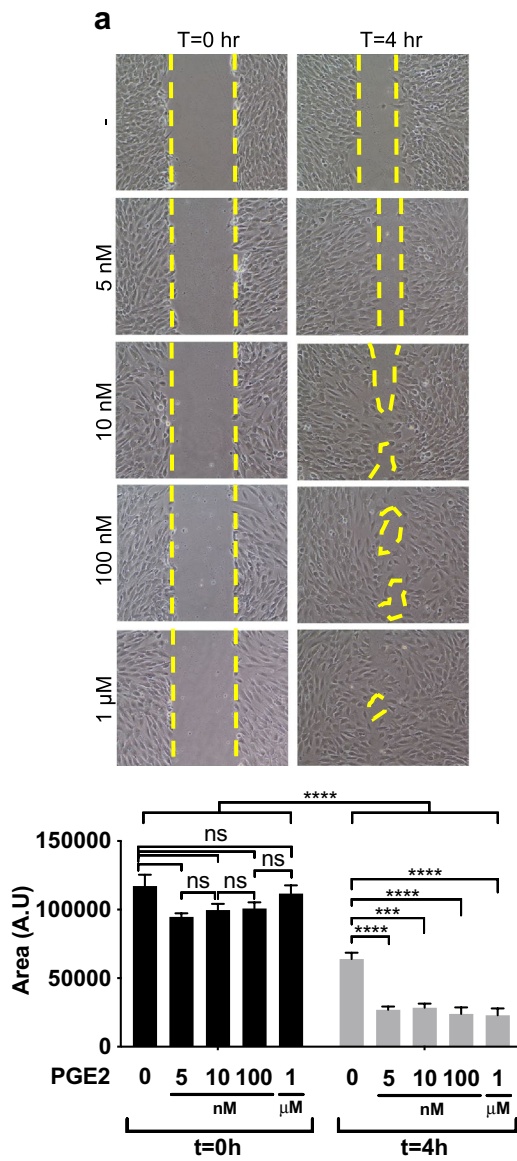 a
T=0 hr T=4 hr
-
5 nM
10 nM
100 nM
1 µM
****
ns
ns ns ns
****
****
***
****
150000
100000
50000
0
Area (A.U)
PGE2 0 5 10 100 1 0 5 10 100 1
nM µM nM µM
t=0h t=4h